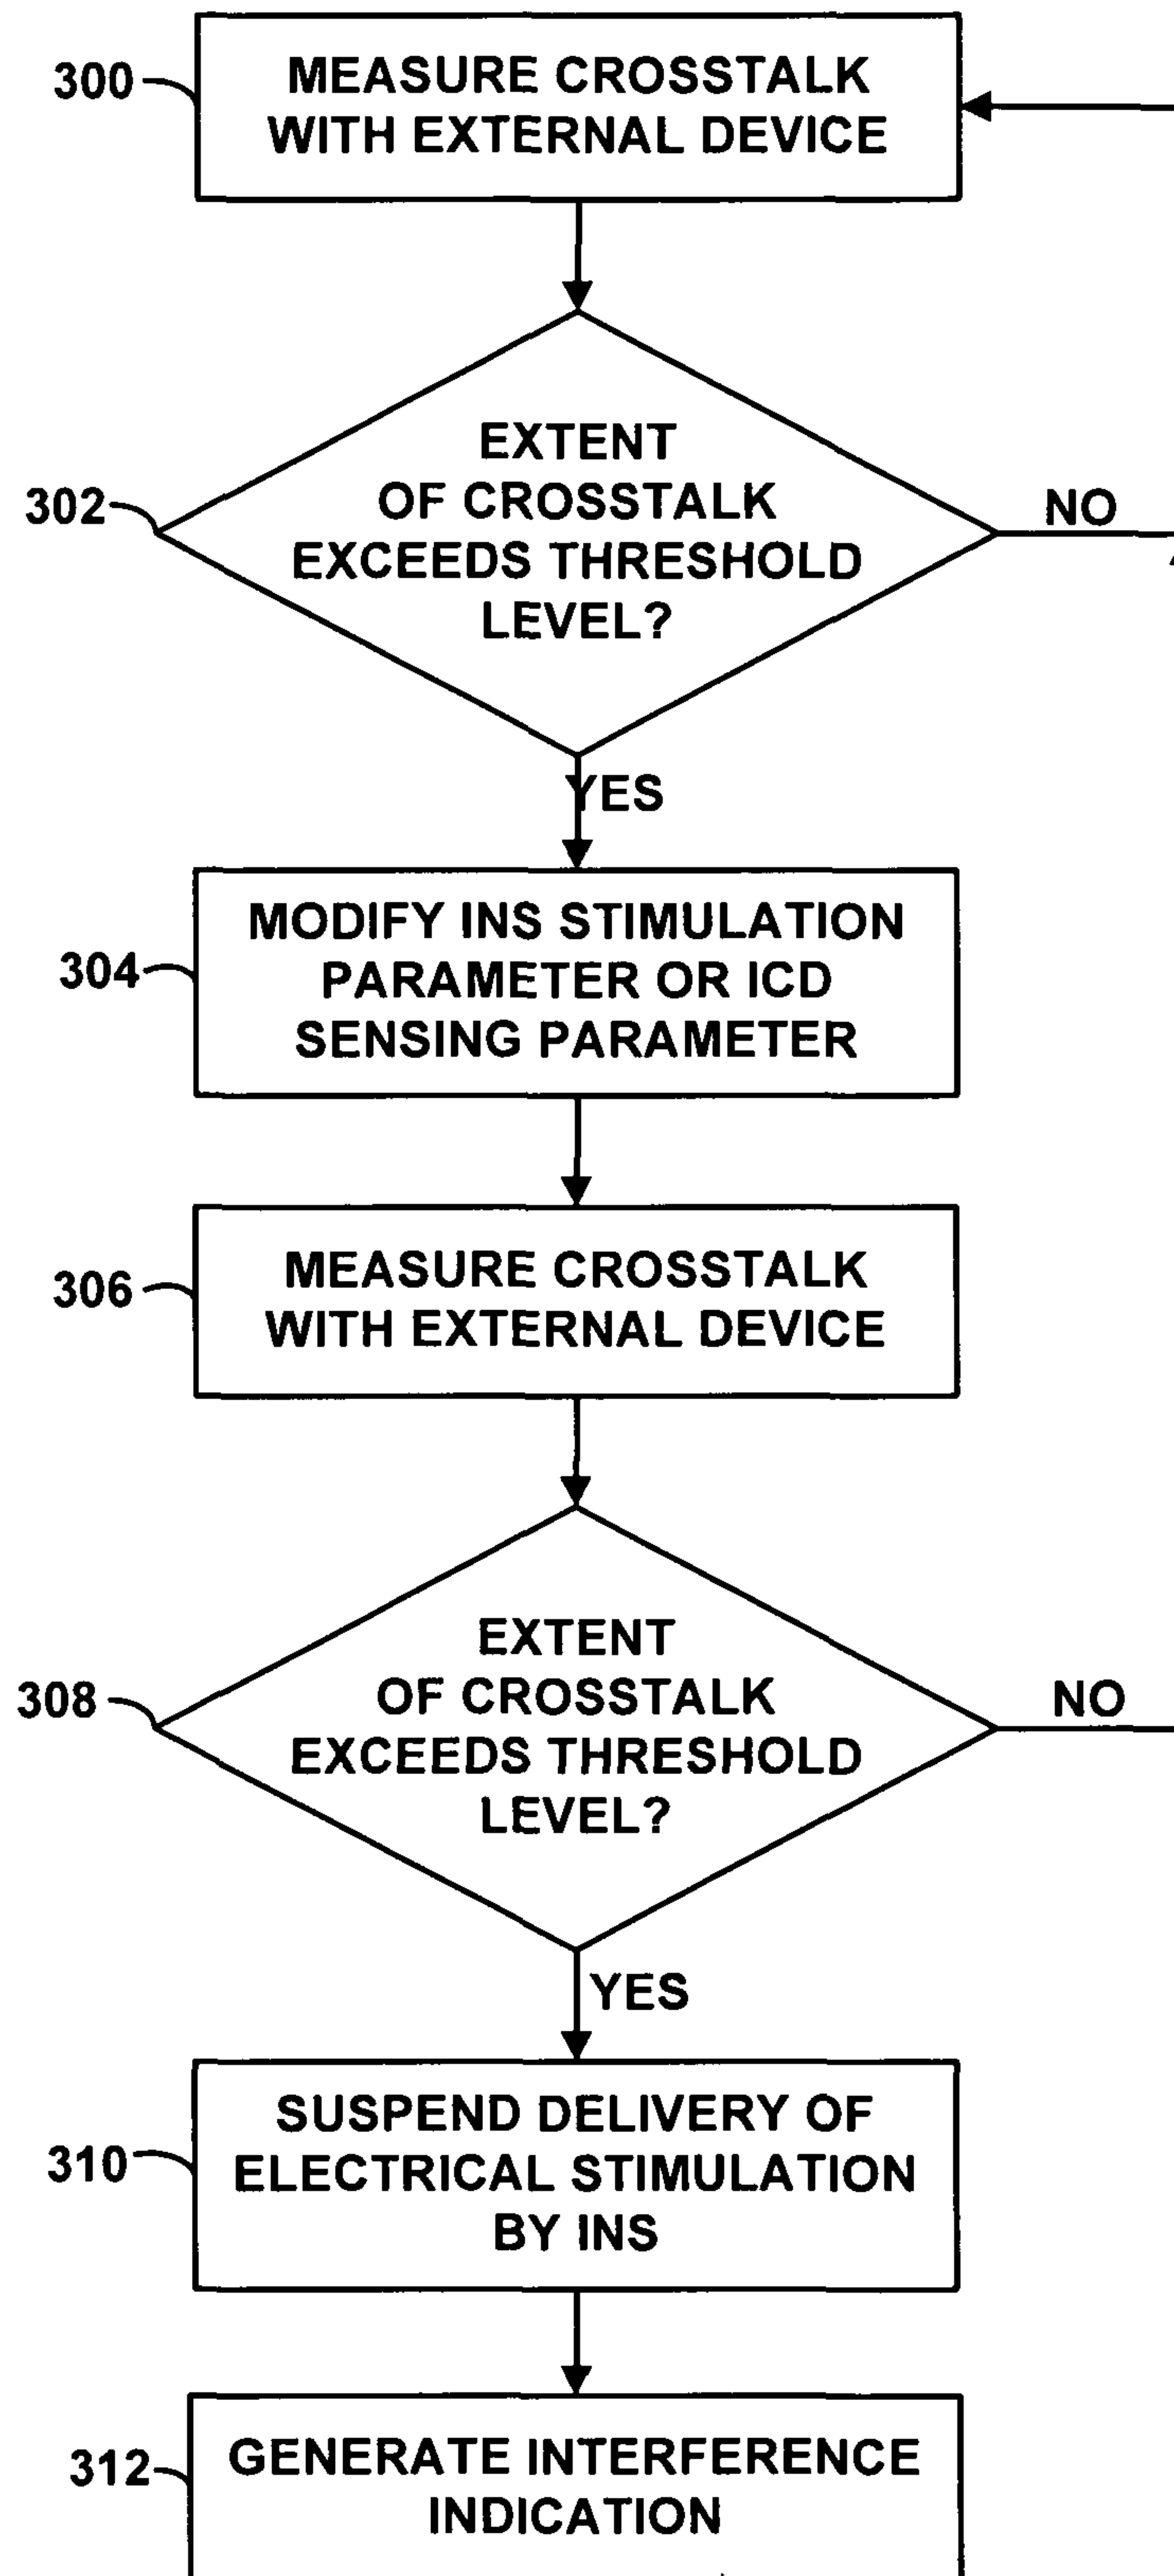 300
MEASURE CROSSTALK
WITH EXTERNAL DEVICE
302
EXTENT
OF CROSSTALK
EXCEEDS THRESHOLD
LEVEL?
NO
YES
304
MODIFY INS STIMULATION
PARAMETER OR ICD
SENSING PARAMETER
306
MEASURE CROSSTALK
WITH EXTERNAL DEVICE
308
EXTENT
OF CROSSTALK
EXCEEDS THRESHOLD
LEVEL?
NO
YES
310
SUSPEND DELIVERY OF
ELECTRICAL STIMULATION
BY INS
312
GENERATE INTERFERENCE
INDICATION